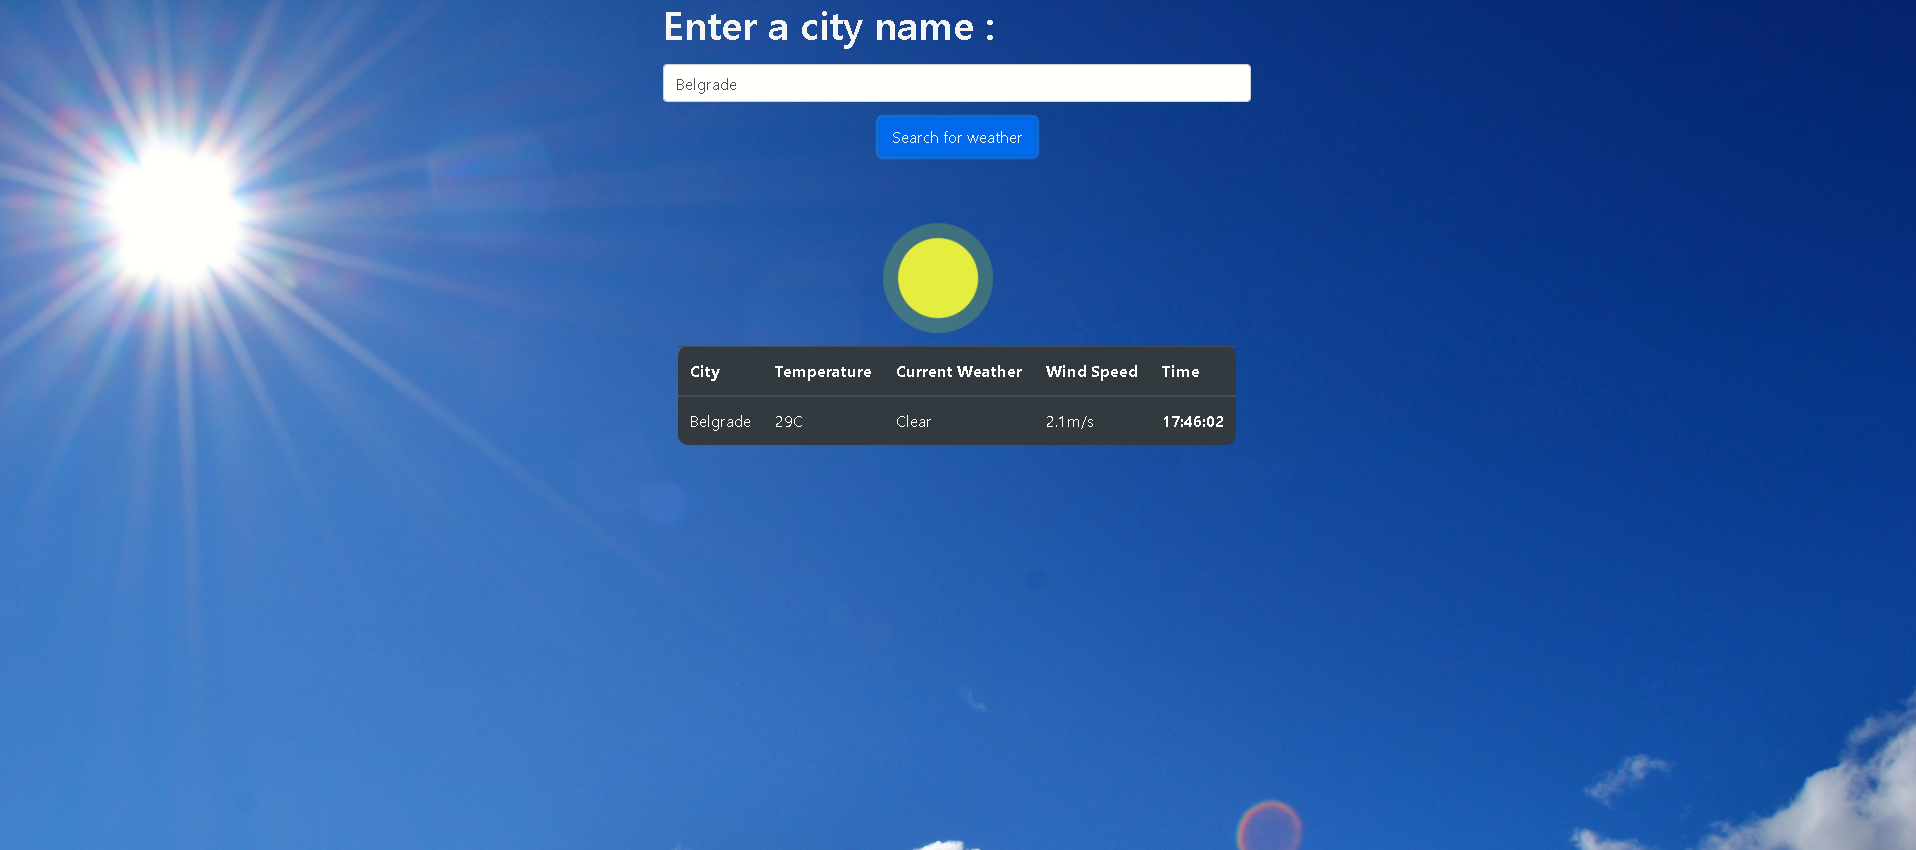 Enter a city name :
Belgrade
Search for weather
City Temperature Current Weather Wind Speed Time
Belgrade 29C Clear 2.1m/s 17:46:02